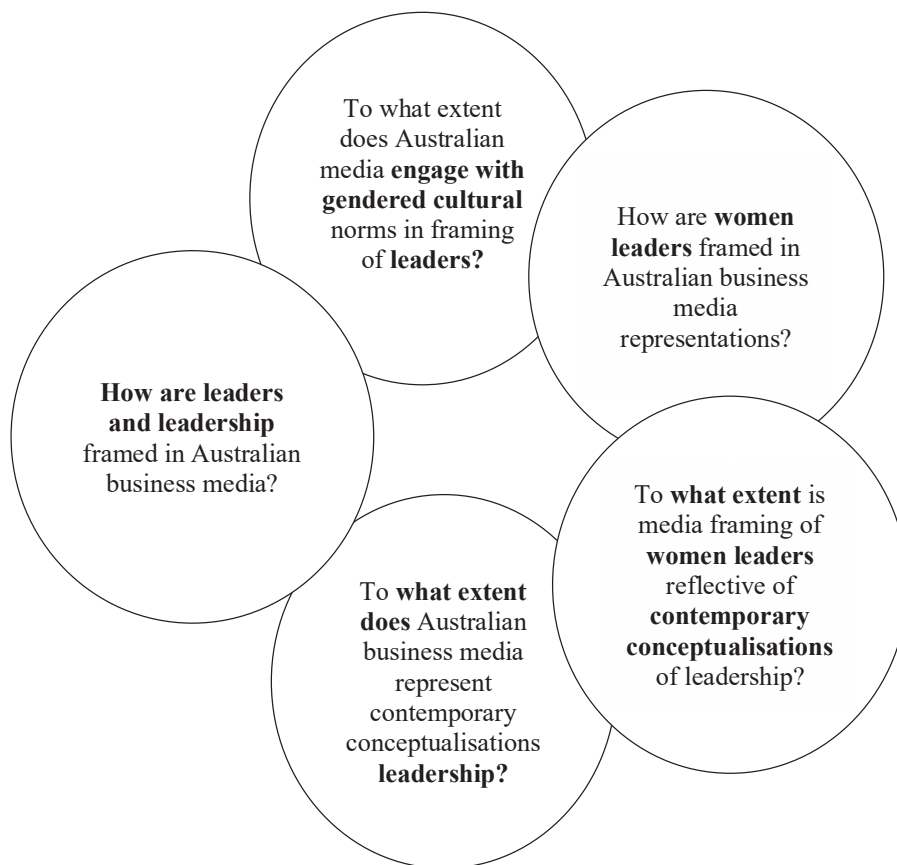 To what extent
does Australian
media engage with
gendered cultural
norms in framing
of leaders?
How are women
leaders framed in
Australian business
media
representations?
How are leaders
and leadership
framed in Australian
business media?
To what extent is
media framing of
women leaders
reflective of
contemporary
conceptualisations
of leadership?
To what extent
does Australian
business media
represent
contemporary
conceptualisations
leadership?